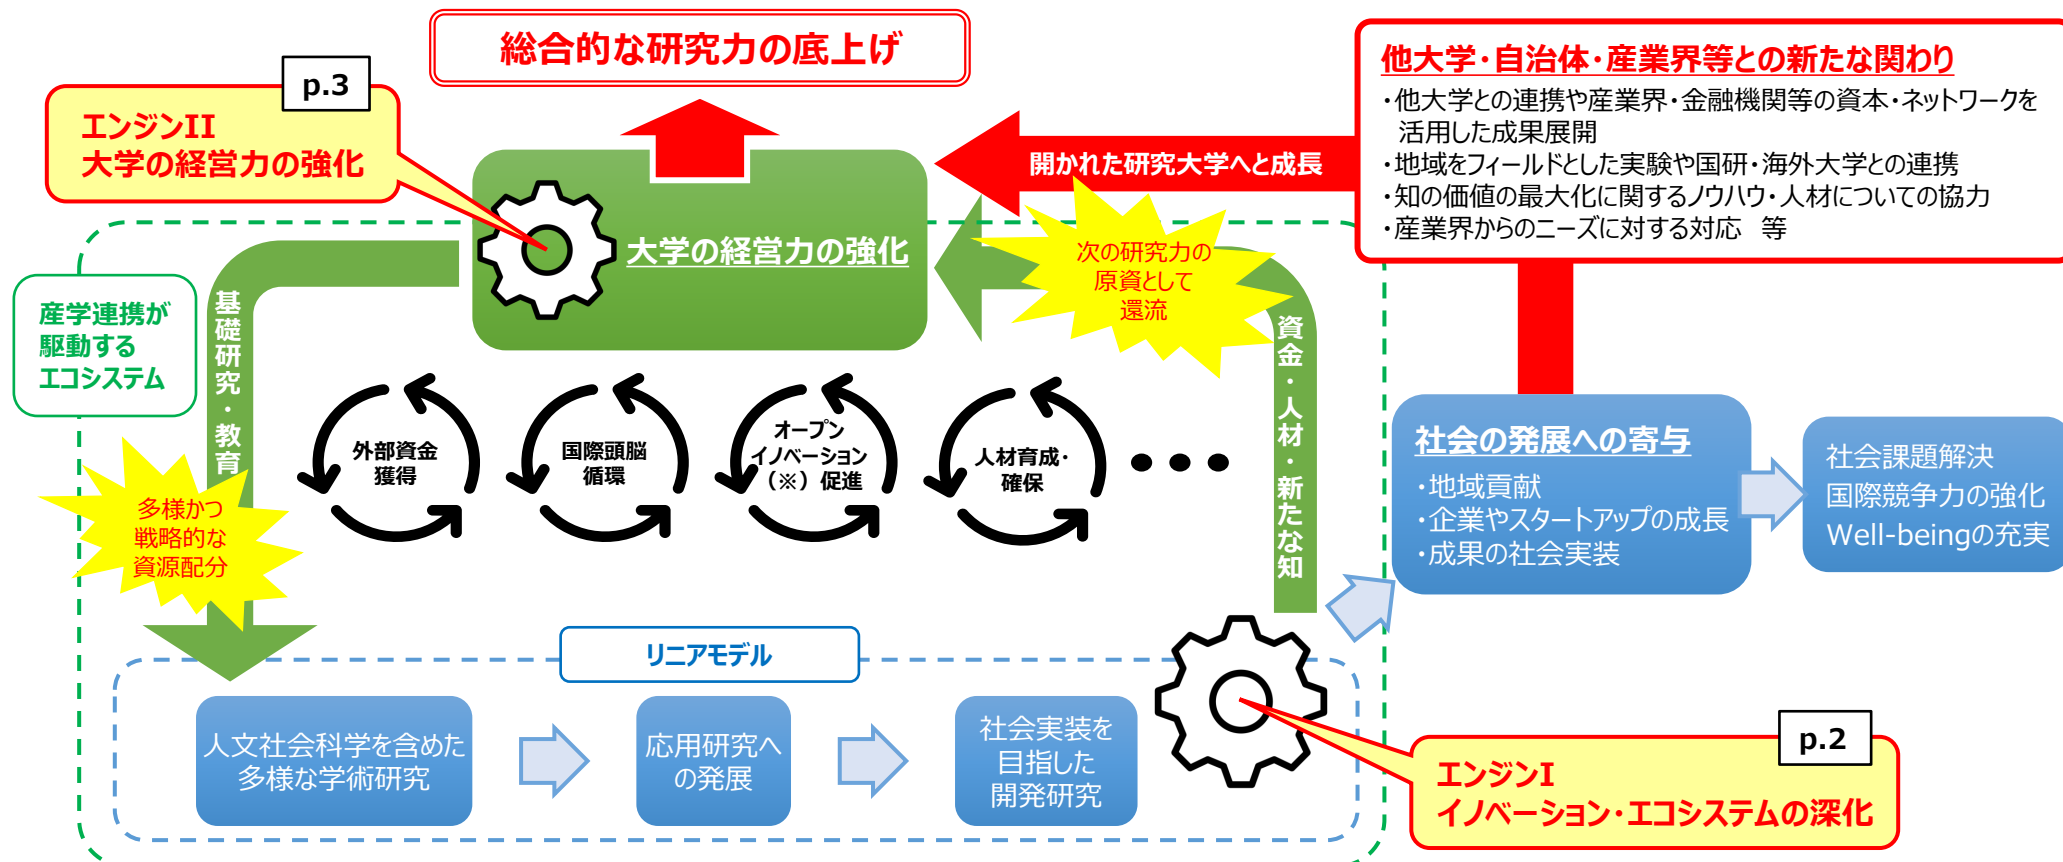 総合的な研究力の底上げ
p.3
エンジンII
大学の経営力の強化
他大学・自治体・産業界等との新たな関わり
・他大学との連携や産業界・金融機関等の資本・ネットワークを
活用した成果展開
・地域をフィールドとした実験や国研・海外大学との連携
・知の価値の最大化に関するノウハウ・人材についての協力
・産業界からのニーズに対する対応 等
開かれた研究大学へと成長
大学の経営力の強化
次の研究力の
原資として
還流
産学連携が
駆動する
エコシステム
基礎研究・教育
資金・人材・新たな知
外部資金
獲得
国際頭脳
循環
オープン
イノベーション
（※）促進
人材育成・
確保
・・・
多様かつ
戦略的な
資源配分
社会の発展への寄与
・地域貢献
・企業やスタートアップの成長
・成果の社会実装
社会課題解決
国際競争力の強化
Well-beingの充実
リニアモデル
人文社会科学を含めた
多様な学術研究
応用研究へ
の発展
社会実装を
目指した
開発研究
p.2
エンジンI
イノベーション・エコシステムの深化